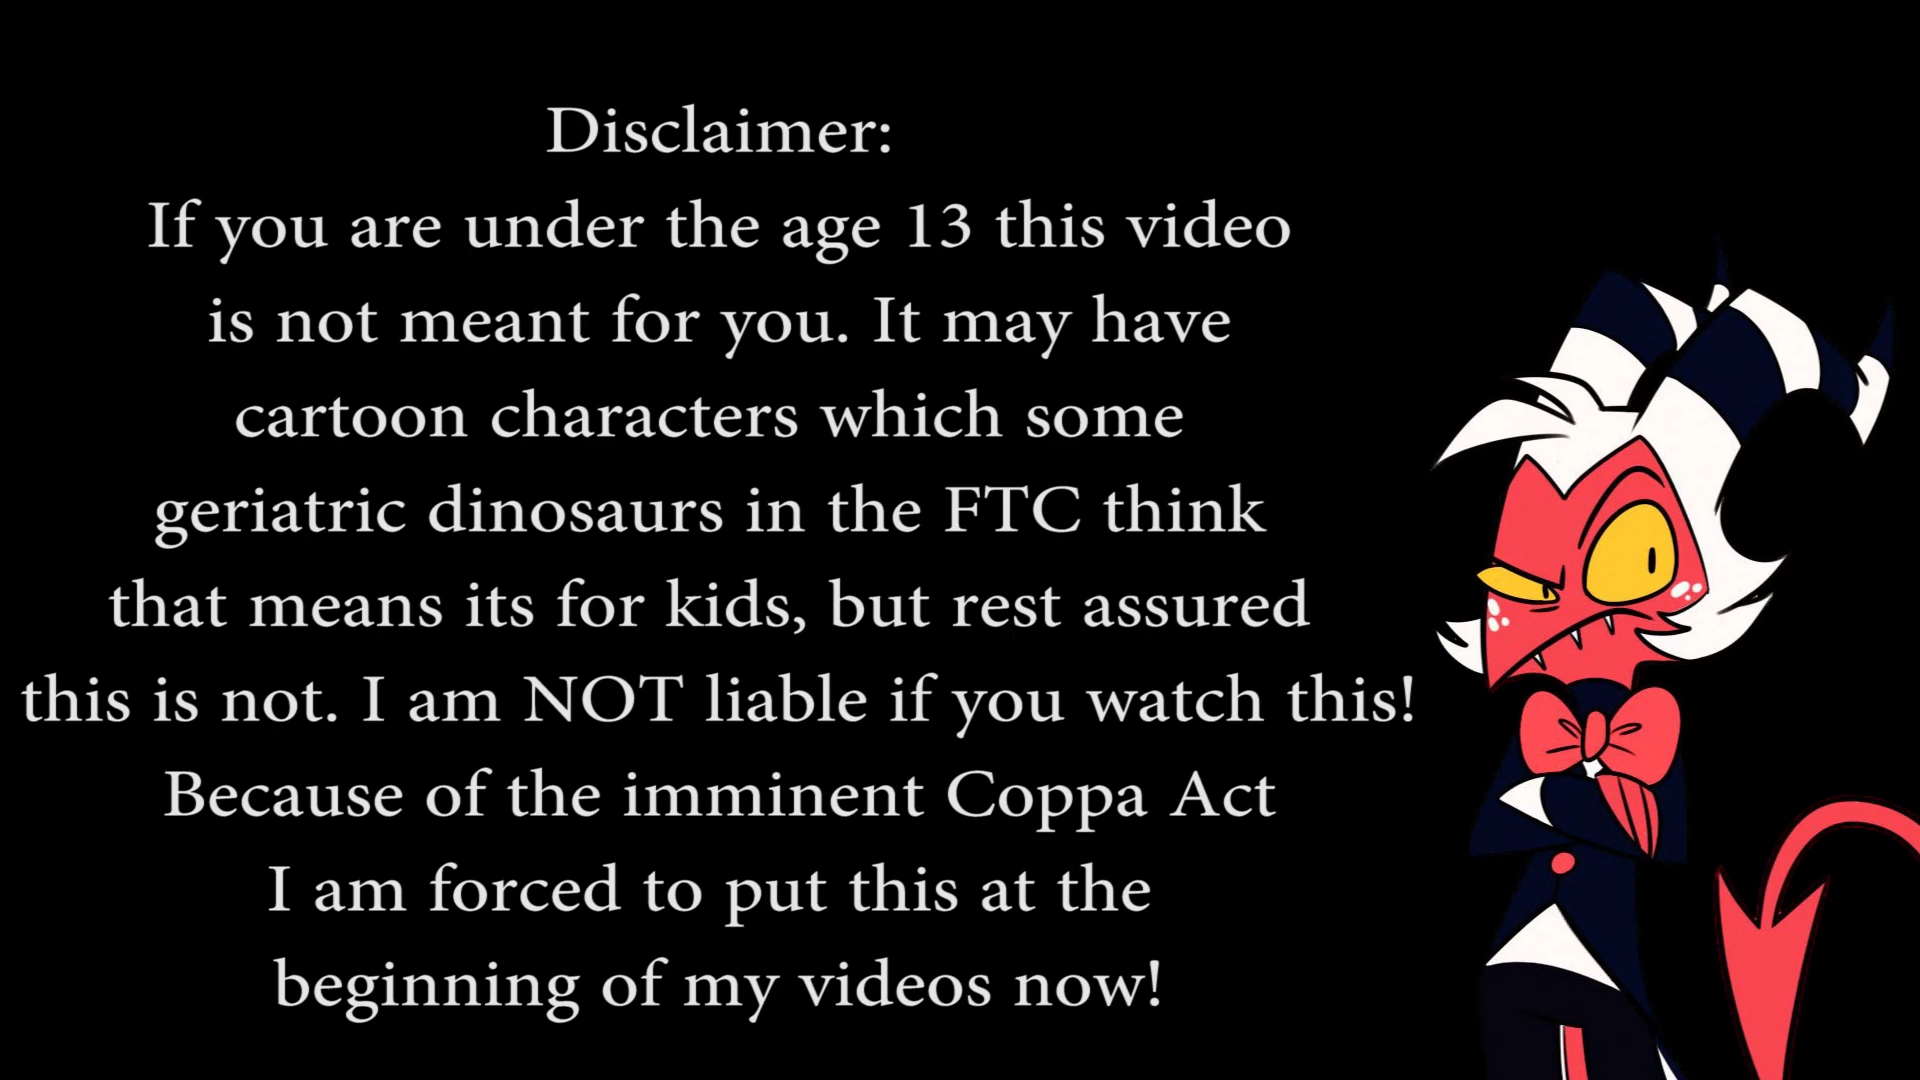 Disclaimer:
If you are under the age 13 this video
is not meant for you. It may have
cartoon characters which some
geriatric dinosaurs in the FTC think
that means its for kids, but rest assured
this is not. I am NOT liable if you watch this!
Because of the imminent Coppa Act
I am forced to put this at the
beginning of my videos now!